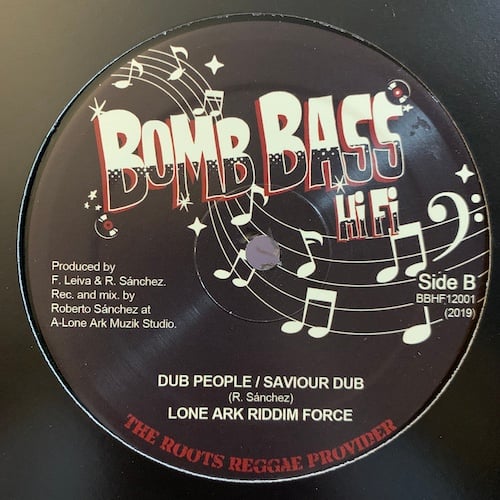 BOMB BASS
Hi Fi
Produced by
F. Leiva & R. Sánchez.
Rec. and mix. by
Roberto Sánchez at
A-Lone Ark Muzik Studio.
Side B
BBHF12001
(2019)
DUB PEOPLE / SAVIOUR DUB
(R. Sánchez)
LONE ARK RIDDIM FORCE
THE ROOTS REGGAE PROVIDER